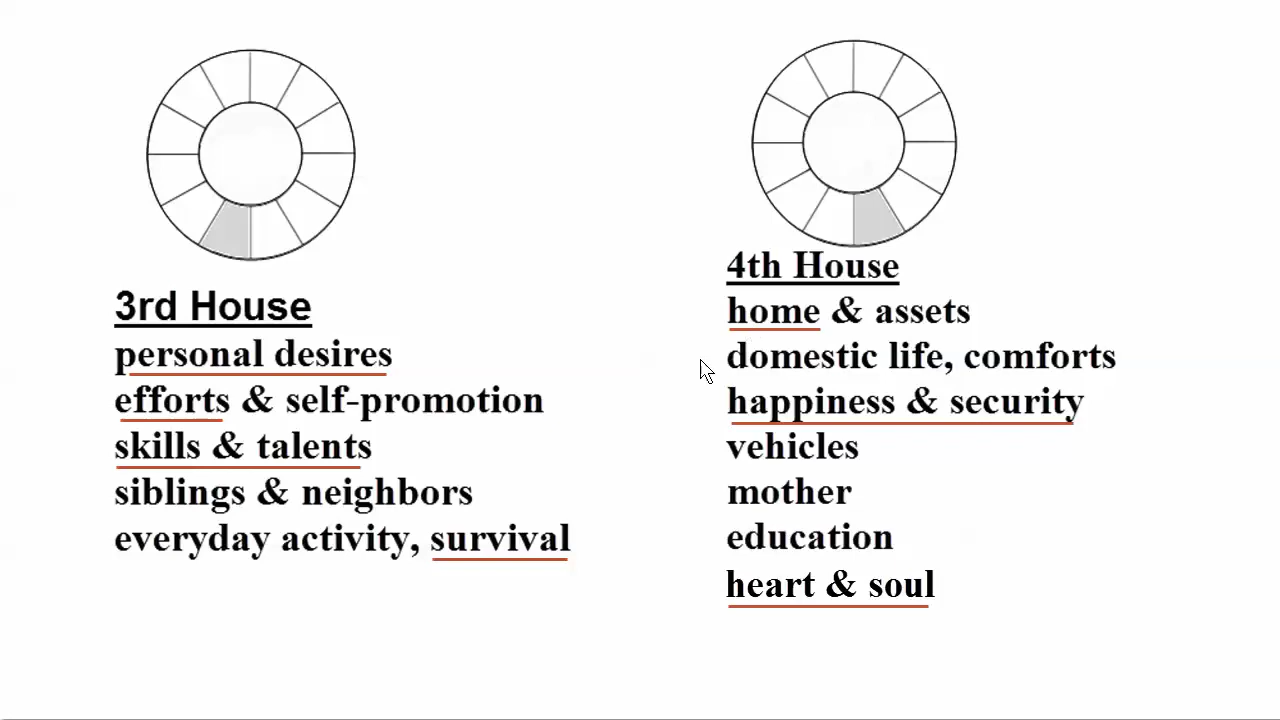 3rd House
personal desires
efforts & self-promotion
skills & talents
siblings & neighbors
everyday activity, survival
4th House
home & assets
domestic life, comforts
happiness & security
vehicles
mother
education
heart & soul